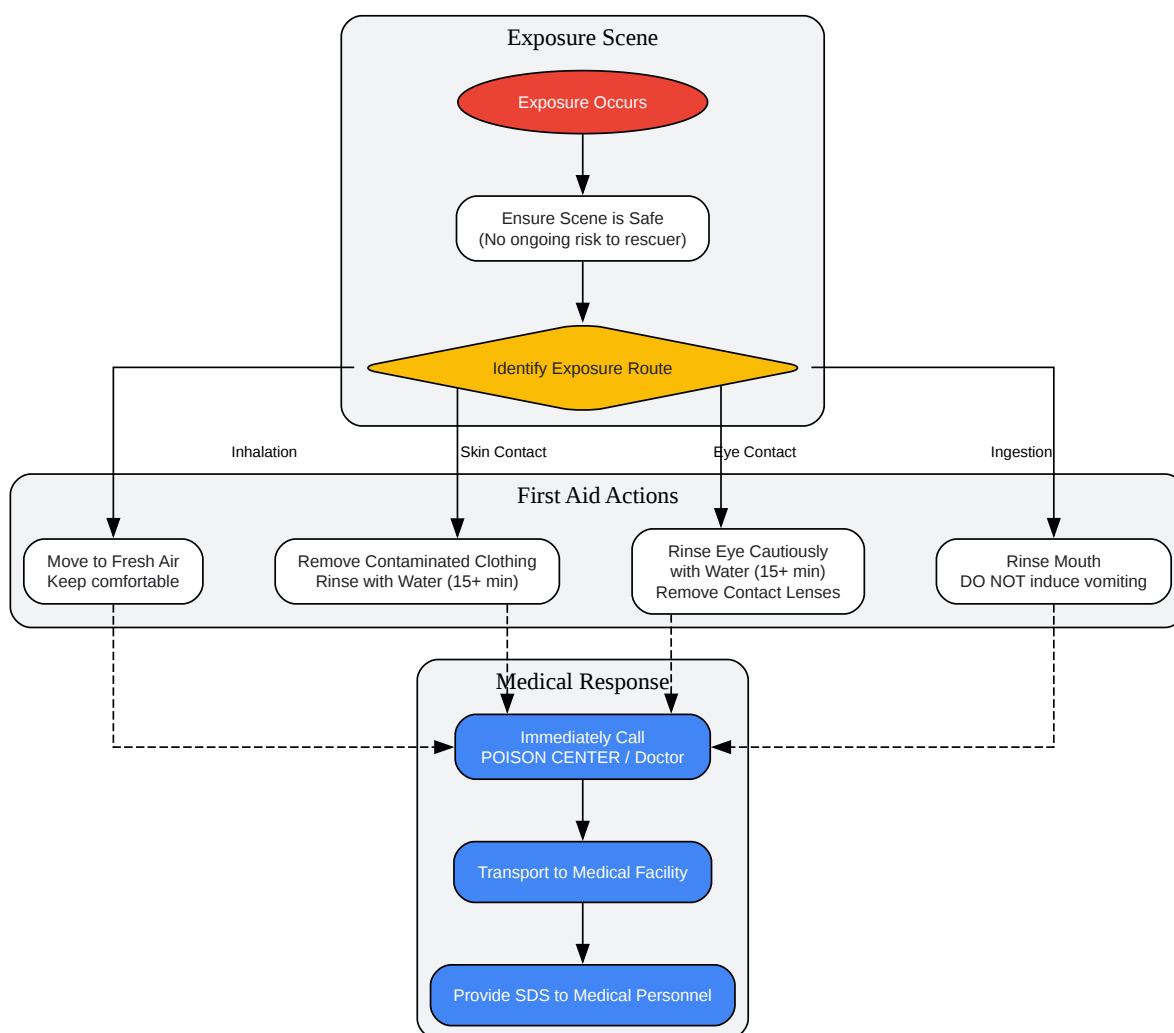 Exposure Scene
Exposure Occurs
Ensure Scene is Safe
(No ongoing risk to rescuer)
Identify Exposure Route
Inhalation
Skin Contact
Eye Contact
Ingestion
First Aid Actions
Move to Fresh Air
Keep comfortable
Remove Contaminated Clothing
Rinse with Water (15+ min)
Rinse Eye Cautiously
with Water (15+ min)
Remove Contact Lenses
Rinse Mouth
DO NOT induce vomiting
Medical Response
Immediately Call
POISON CENTER / Doctor
Transport to Medical Facility
Provide SDS to Medical Personnel